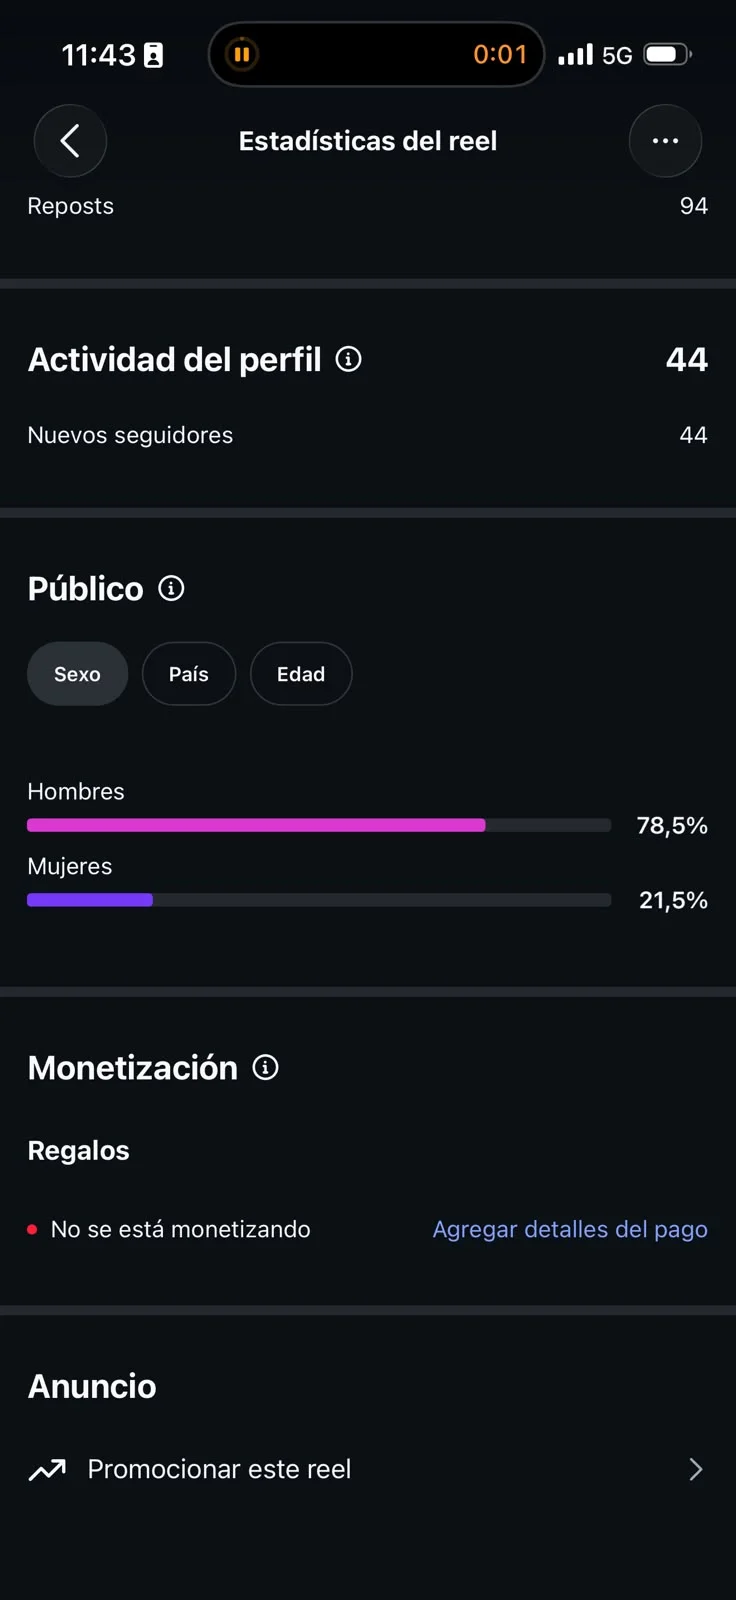 11:43 0:01 5G
Estadísticas del reel
Reposts 94
Actividad del perfil 44
Nuevos seguidores 44
Público
Sexo País Edad
Hombres
78,5%
Mujeres
21,5%
Monetización
Regalos
No se está monetizando Agregar detalles del pago
Anuncio
Promocionar este reel